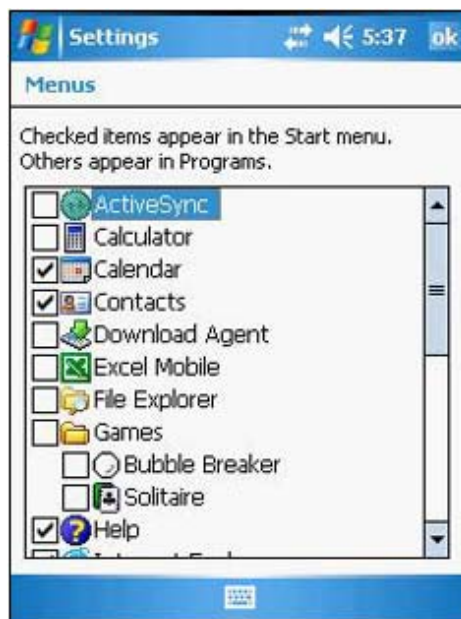 Settings 5:37 ok
Menus
Checked items appear in the Start menu.
Others appear in Programs.
ActiveSync
Calculator
Calendar
Contacts
Download Agent
Excel Mobile
File Explorer
Games
Bubble Breaker
Solitaire
Help